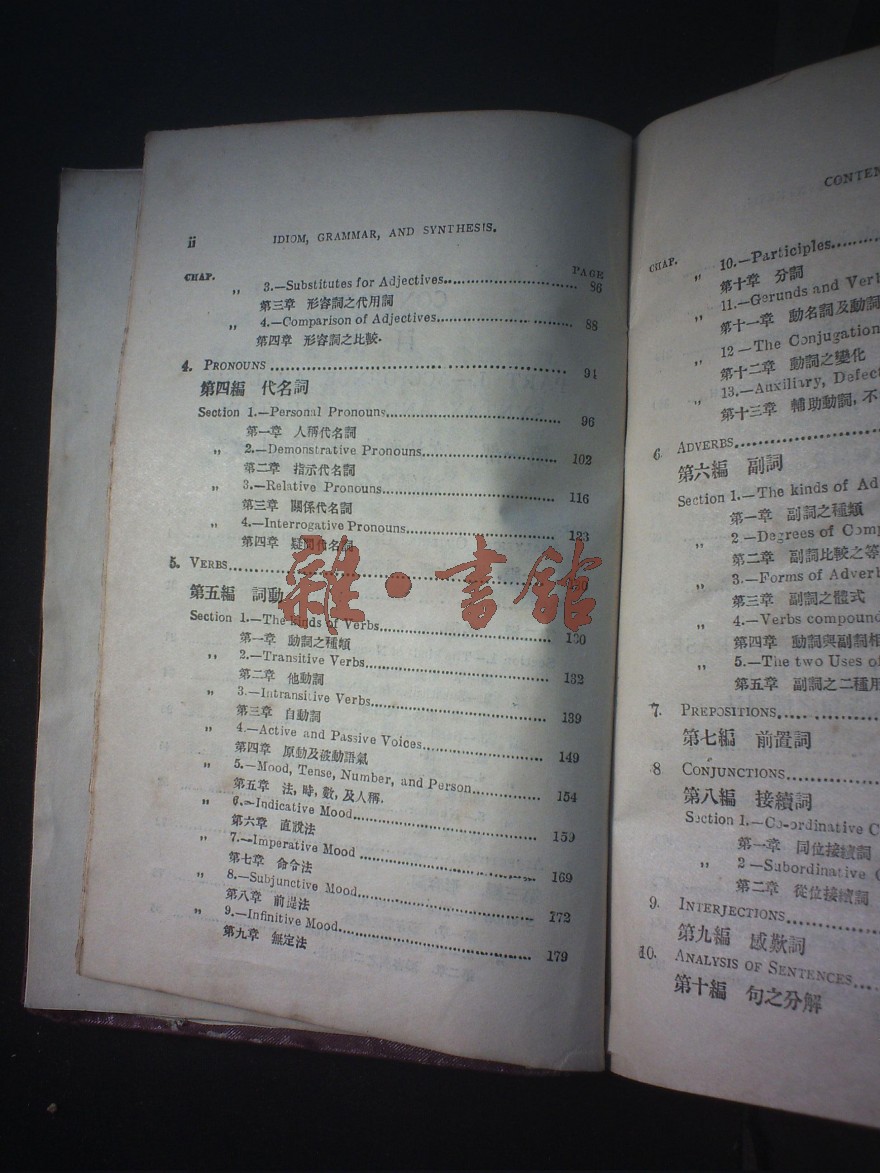 ii IDIOM, GRAMMAR, AND SYNTHESIS.
CHAP. PAGE
„ 3.—Substitutes for Adjectives 86
第三章 形容詞之代用詞
„ 4.—Comparison of Adjectives 88
第四章 形容詞之比較.
4. PRONOUNS 94
第四編 代名詞
Section 1.—Personal Pronouns 96
第一章 人稱代名詞
„ 2.—Demonstrative Pronouns 102
第二章 指示代名詞
„ 3.—Relative Pronouns 116
第三章 關係代名詞
„ 4.—Interrogative Pronouns 123
第四章 疑問代名詞
5. VERBS
第五編 詞動
雜·書館
Section 1.—The kinds of Verbs 130
第一章 動詞之種類
„ 2.—Transitive Verbs 132
第二章 他動詞
„ 3.—Intransitive Verbs 139
第三章 自動詞
„ 4.—Active and Passive Voices 149
第四章 原動及被動語氣
„ 5.—Mood, Tense, Number, and Person 154
第五章 法, 時, 數, 及人稱.
„ 6.—Indicative Mood 159
第六章 直說法
„ 7.—Imperative Mood 169
第七章 命令法
„ 8.—Subjunctive Mood 172
第八章 前提法
„ 9.—Infinitive Mood 179
第九章 無定法
CONTEN
CHAP. „ 10.—Participles
第十章 分詞
„ 11.—Gerunds and Verb
第十一章 動名詞及動詞
„ 12—The Conjugation
第十二章 動詞之變化
„ 13.—Auxiliary, Defect
第十三章 輔助動詞, 不
6. ADVERBS
第六編 副詞
Section 1.—The kinds of Ad
第一章 副詞之種類
„ 2—Degrees of Comp
第二章 副詞比較之等
„ 3.—Forms of Adverb
第三章 副詞之體式
„ 4.—Verbs compound
第四章 動詞與副詞相
„ 5.—The two Uses of
第五章 副詞之二種用
7. PREPOSITIONS
第七編 前置詞
8 CONJUNCTIONS
第八編 接續詞
Section 1.—Co-ordinative C
第一章 同位接續詞
„ 2—Subordinative C
第二章 從位接續詞
9. INTERJECTIONS
第九編 感歎詞
10. ANALYSIS OF SENTENCES
第十編 句之分解